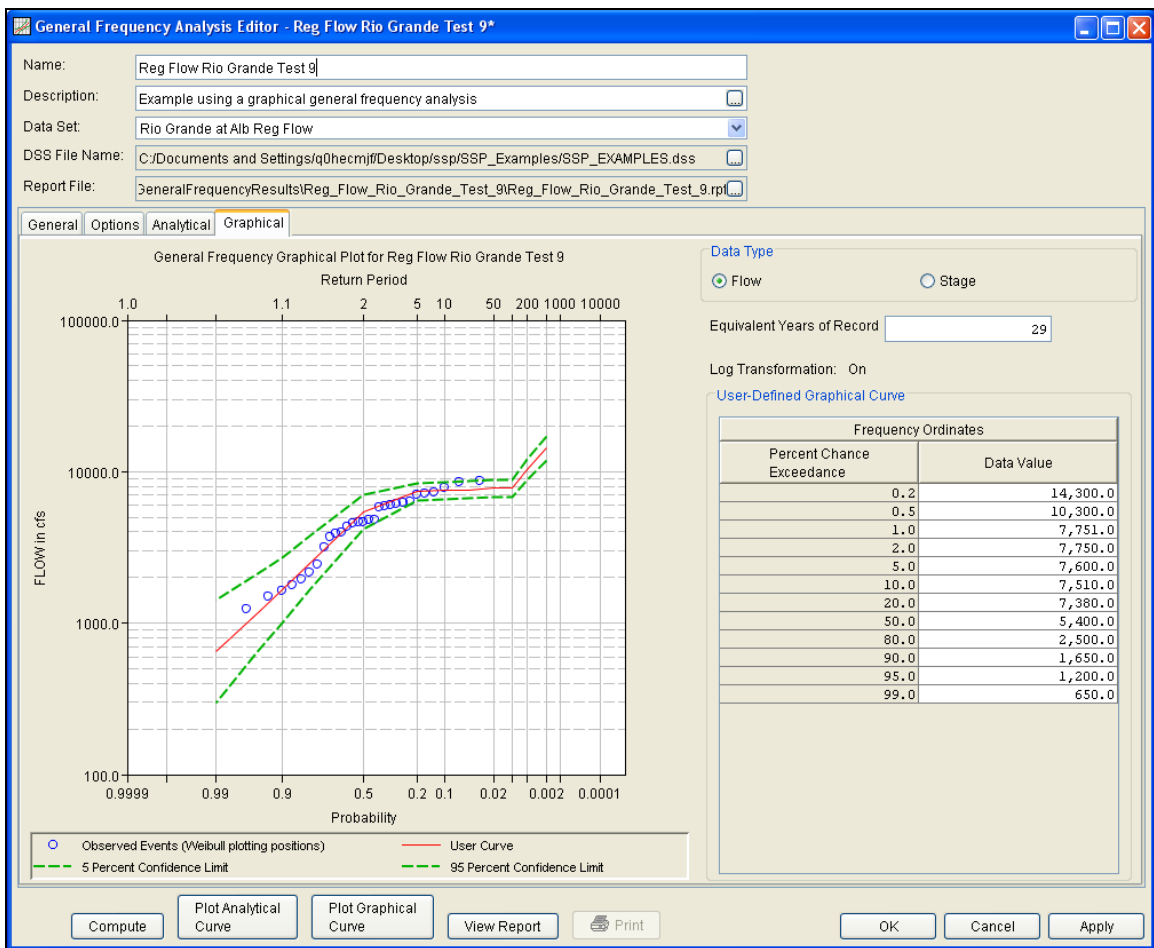 General Frequency Analysis Editor - Reg Flow Rio Grande Test 9*
Name: Reg Flow Rio Grande Test 9
Description: Example using a graphical general frequency analysis ...
Data Set: Rio Grande at Alb Reg Flow
DSS File Name: C:/Documents and Settings/q0hecmjf/Desktop/ssp/SSP_Examples/SSP_EXAMPLES.dss ...
Report File: GeneralFrequencyResults\Reg_Flow_Rio_Grande_Test_9\Reg_Flow_Rio_Grande_Test_9.rpt ...
General Options Analytical Graphical
General Frequency Graphical Plot for Reg Flow Rio Grande Test 9
Return Period
1.0 1.1 2 5 10 50 200 1000 10000
100000.0
10000.0
1000.0
100.0
FLOW in cfs
0.9999 0.99 0.9 0.5 0.2 0.1 0.02 0.002 0.0001
Probability
Observed Events (Weibull plotting positions) User Curve
5 Percent Confidence Limit 95 Percent Confidence Limit
Data Type
Flow Stage
Equivalent Years of Record 29
Log Transformation: On
User-Defined Graphical Curve
Frequency Ordinates
Percent Chance Exceedance Data Value
0.2 14,300.0
0.5 10,300.0
1.0 7,751.0
2.0 7,750.0
5.0 7,600.0
10.0 7,510.0
20.0 7,380.0
50.0 5,400.0
80.0 2,500.0
90.0 1,650.0
95.0 1,200.0
99.0 650.0
Compute Plot Analytical Curve Plot Graphical Curve View Report Print OK Cancel Apply